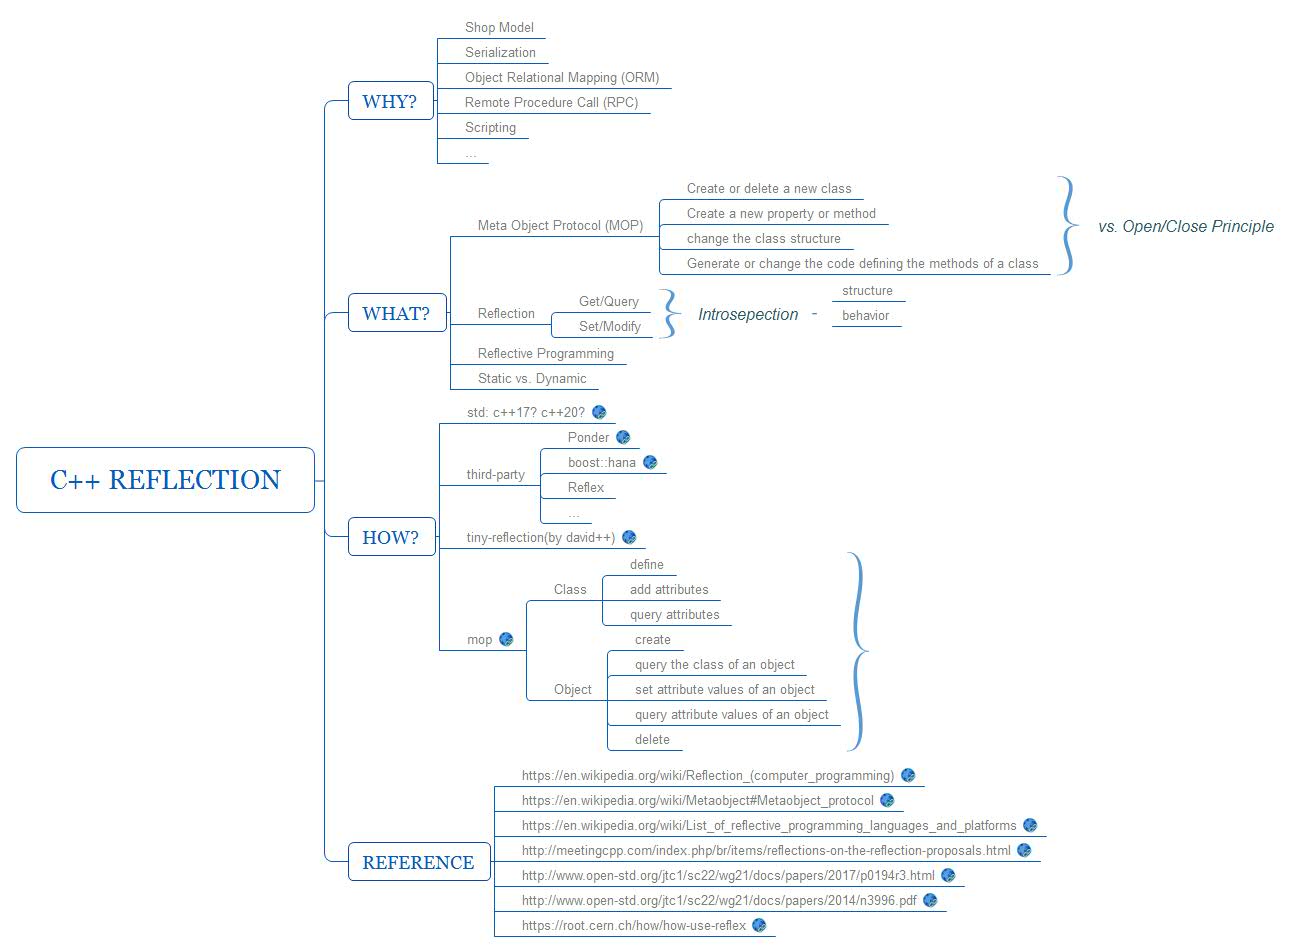 C++ REFLECTION
WHY?
Shop Model
Serialization
Object Relational Mapping (ORM)
Remote Procedure Call (RPC)
Scripting
...
WHAT?
Meta Object Protocol (MOP)
Create or delete a new class
Create a new property or method
change the class structure
Generate or change the code defining the methods of a class
vs. Open/Close Principle
Reflection
Get/Query
Set/Modify
Introsepection -
structure
behavior
Reflective Programming
Static vs. Dynamic
HOW?
std: c++17? c++20?
third-party
Ponder
boost::hana
Reflex
...
tiny-reflection(by david++)
mop
Class
define
add attributes
query attributes
Object
create
query the class of an object
set attribute values of an object
query attribute values of an object
delete
REFERENCE
https://en.wikipedia.org/wiki/Reflection_(computer_programming)
https://en.wikipedia.org/wiki/Metaobject#Metaobject_protocol
https://en.wikipedia.org/wiki/List_of_reflective_programming_languages_and_platforms
http://meetingcpp.com/index.php/br/items/reflections-on-the-reflection-proposals.html
http://www.open-std.org/jtc1/sc22/wg21/docs/papers/2017/p0194r3.html
http://www.open-std.org/jtc1/sc22/wg21/docs/papers/2014/n3996.pdf
https://root.cern.ch/how/how-use-reflex